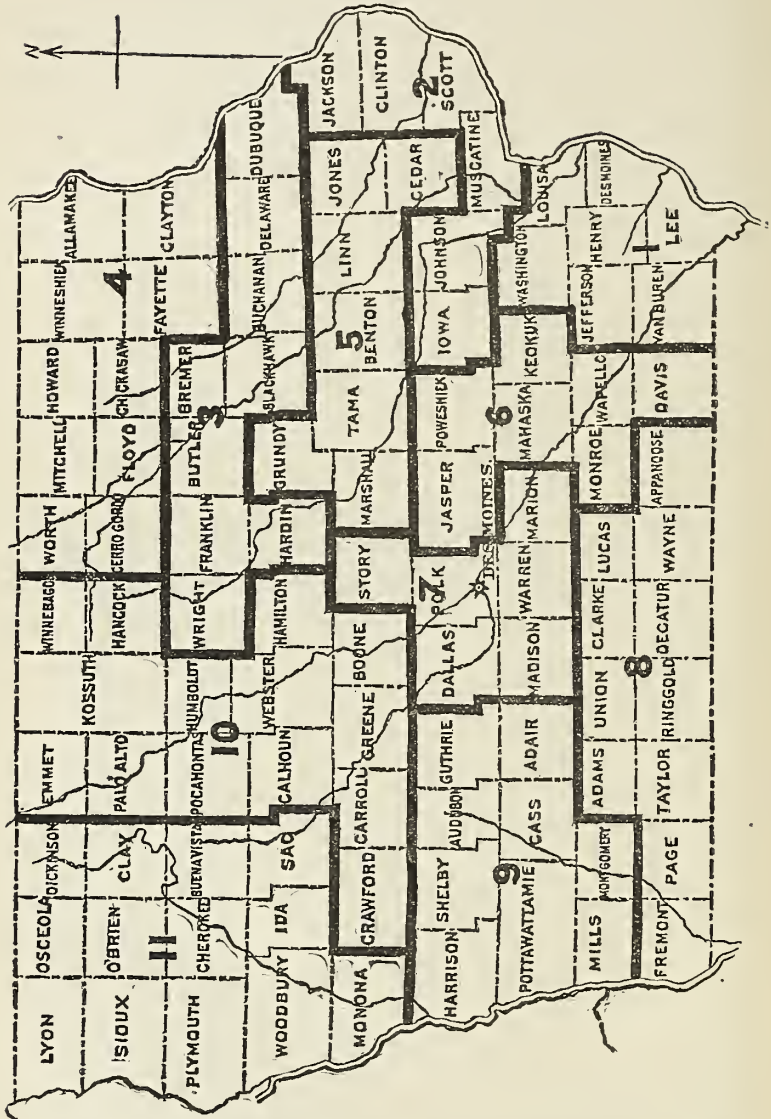 N
LYON OSCEOLA DICKINSON EMMET WINNEBAGO WORTH MITCHELL HOWARD WINNESHIEK ALLAMAKEE
KOSSUTH
SIOUX O'BRIEN CLAY PALO ALTO HANCOCK CERRO GORDO FLOYD CHICKASAW
4
11
FAYETTE CLAYTON
PLYMOUTH CHEROKEE BUENAVISTA POCAHONTAS HUMBOLDT WRIGHT FRANKLIN BUTLER BREMER
10
3
WOODBURY IDA SAC CALHOUN WEBSTER HAMILTON HARDIN GRUNDY BLACKHAWK BUCHANAN DELAWARE DUBUQUE
MONONA CRAWFORD CARROLL GREENE BOONE STORY MARSHALL TAMA BENTON LINN JONES JACKSON
5
CLINTON
CEDAR
2
SCOTT
HARRISON SHELBY AUDUBON GUTHRIE DALLAS POLK JASPER POWESHIEK IOWA JOHNSON
7
MUSCATINE
DES MOINES
9
6
POTTAWATTAMIE CASS ADAIR MADISON WARREN MARION MAHASKA KEOKUK WASHINGTON LOUISA
MILLS MONTGOMERY ADAMS UNION CLARKE LUCAS MONROE WAPELLO JEFFERSON HENRY DESMOINES
8
1
FREMONT PAGE TAYLOR RINGGOLD DECATUR WAYNE APPANOOSE DAVIS VAN BUREN LEE